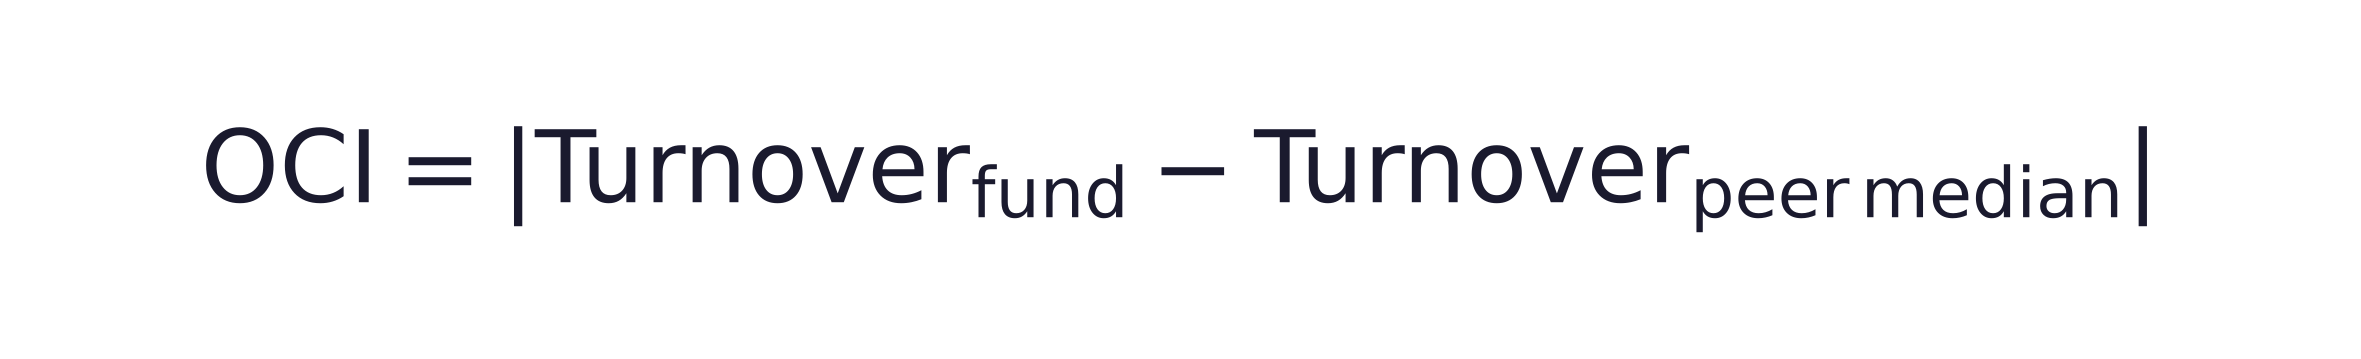 OCI = |Turnover_fund − Turnover_peer median|